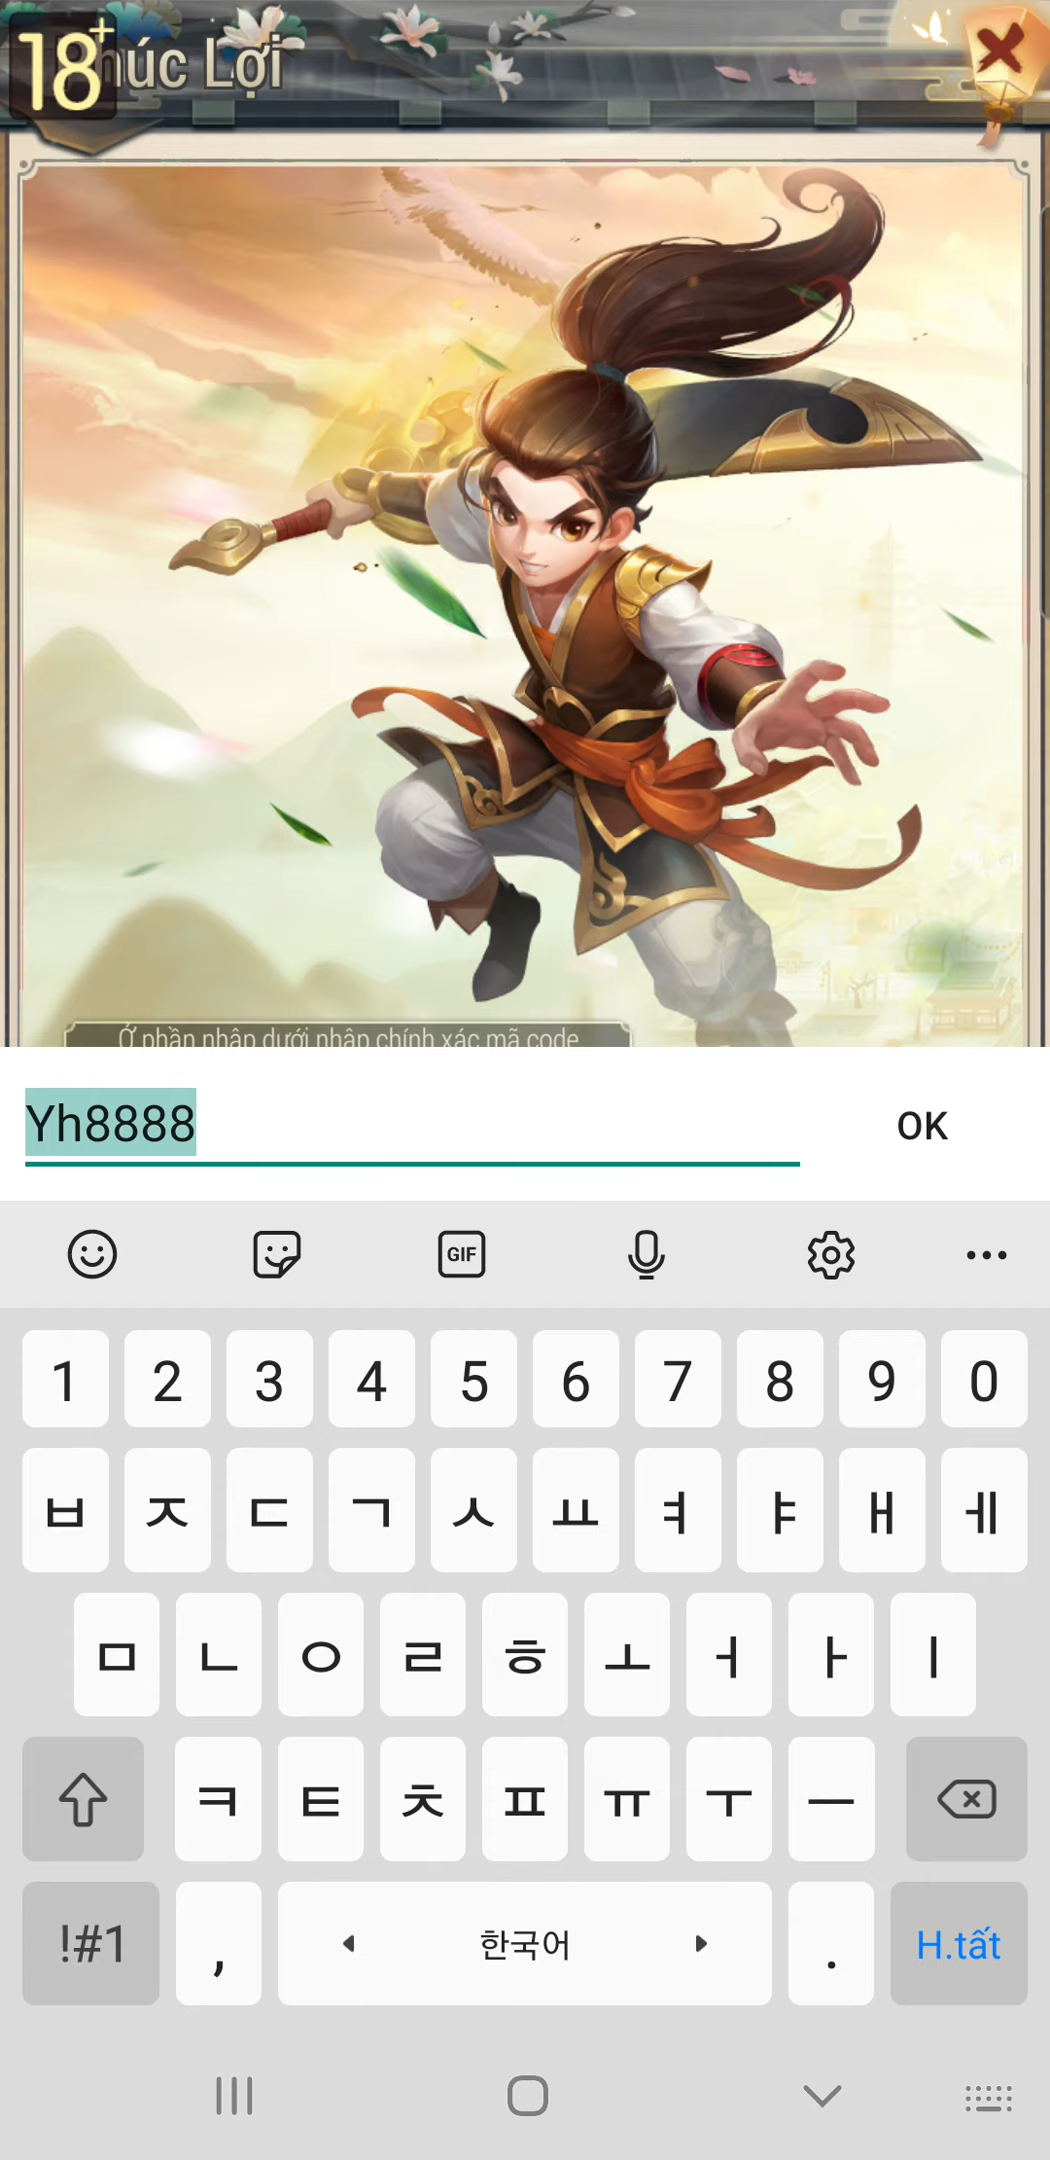 18+
húc Lợi
Ở phần nhập dưới nhập chính xác mã code
Yh8888
OK
GIF
1 2 3 4 5 6 7 8 9 0
ㅂ ㅈ ㄷ ㄱ ㅅ ㅛ ㅕ ㅑ ㅐ ㅔ
ㅁ ㄴ ㅇ ㄹ ㅎ ㅗ ㅓ ㅏ ㅣ
ㅋ ㅌ ㅊ ㅍ ㅠ ㅜ ㅡ
!#1 , 한국어 . H.tất